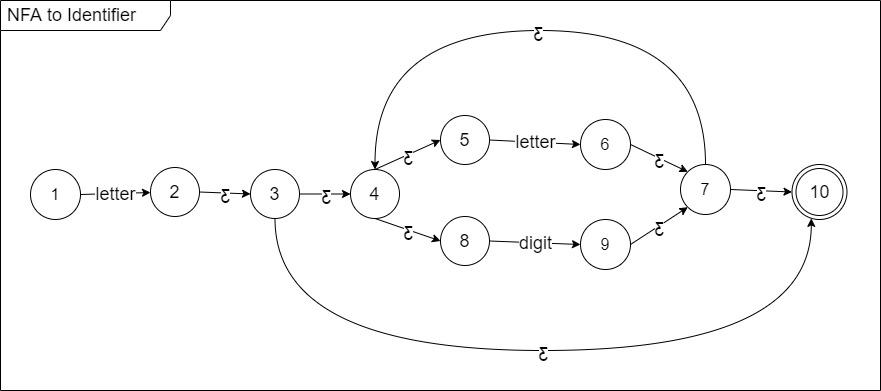 NFA to Identifier
ꜫ
1
letter
2
ꜫ
3
ꜫ
4
ꜫ
5
letter
6
ꜫ
7
ꜫ
10
ꜫ
8
digit
9
ꜫ
ꜫ